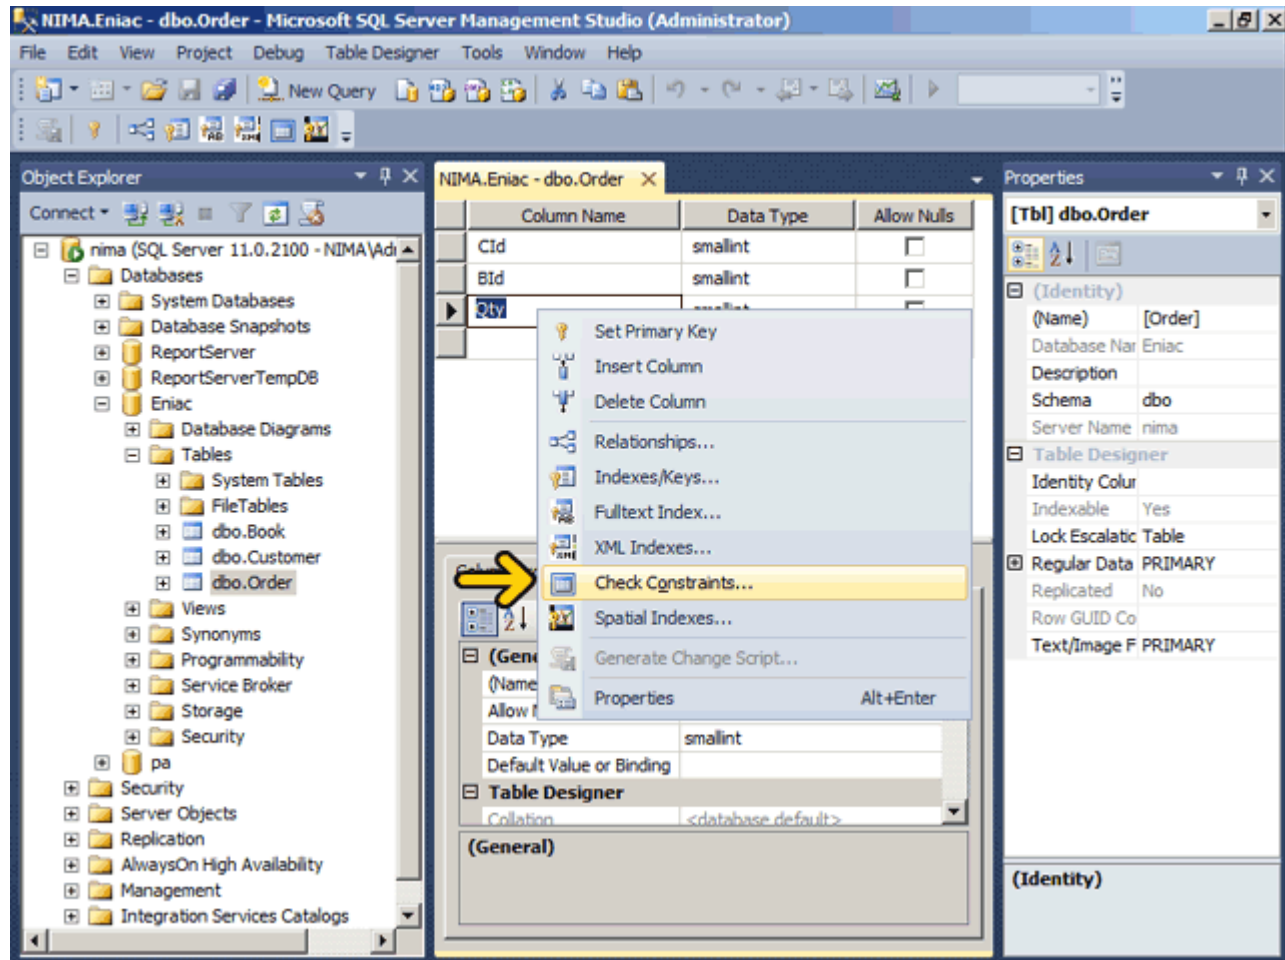 NIMA.Eniac - dbo.Order - Microsoft SQL Server Management Studio (Administrator)
File Edit View Project Debug Table Designer Tools Window Help
New Query
Object Explorer
Connect
nima (SQL Server 11.0.2100 - NIMA\Adı
Databases
System Databases
Database Snapshots
ReportServer
ReportServerTempDB
Eniac
Database Diagrams
Tables
System Tables
FileTables
dbo.Book
dbo.Customer
dbo.Order
Views
Synonyms
Programmability
Service Broker
Storage
Security
pa
Security
Server Objects
Replication
AlwaysOn High Availability
Management
Integration Services Catalogs
NIMA.Eniac - dbo.Order
Column Name Data Type Allow Nulls
CId smallint
BId smallint
Qty
Set Primary Key
Insert Column
Delete Column
Relationships...
Indexes/Keys...
Fulltext Index...
XML Indexes...
Check Constraints...
Spatial Indexes...
Generate Change Script...
Properties Alt+Enter
(Gene
(Name
Allow
Data Type smallint
Default Value or Binding
Table Designer
Collation <database default>
(General)
Properties
[Tbl] dbo.Order
(Identity)
(Name) [Order]
Database Nar Eniac
Description
Schema dbo
Server Name nima
Table Designer
Identity Colur
Indexable Yes
Lock Escalatic Table
Regular Data PRIMARY
Replicated No
Row GUID Co
Text/Image F PRIMARY
(Identity)